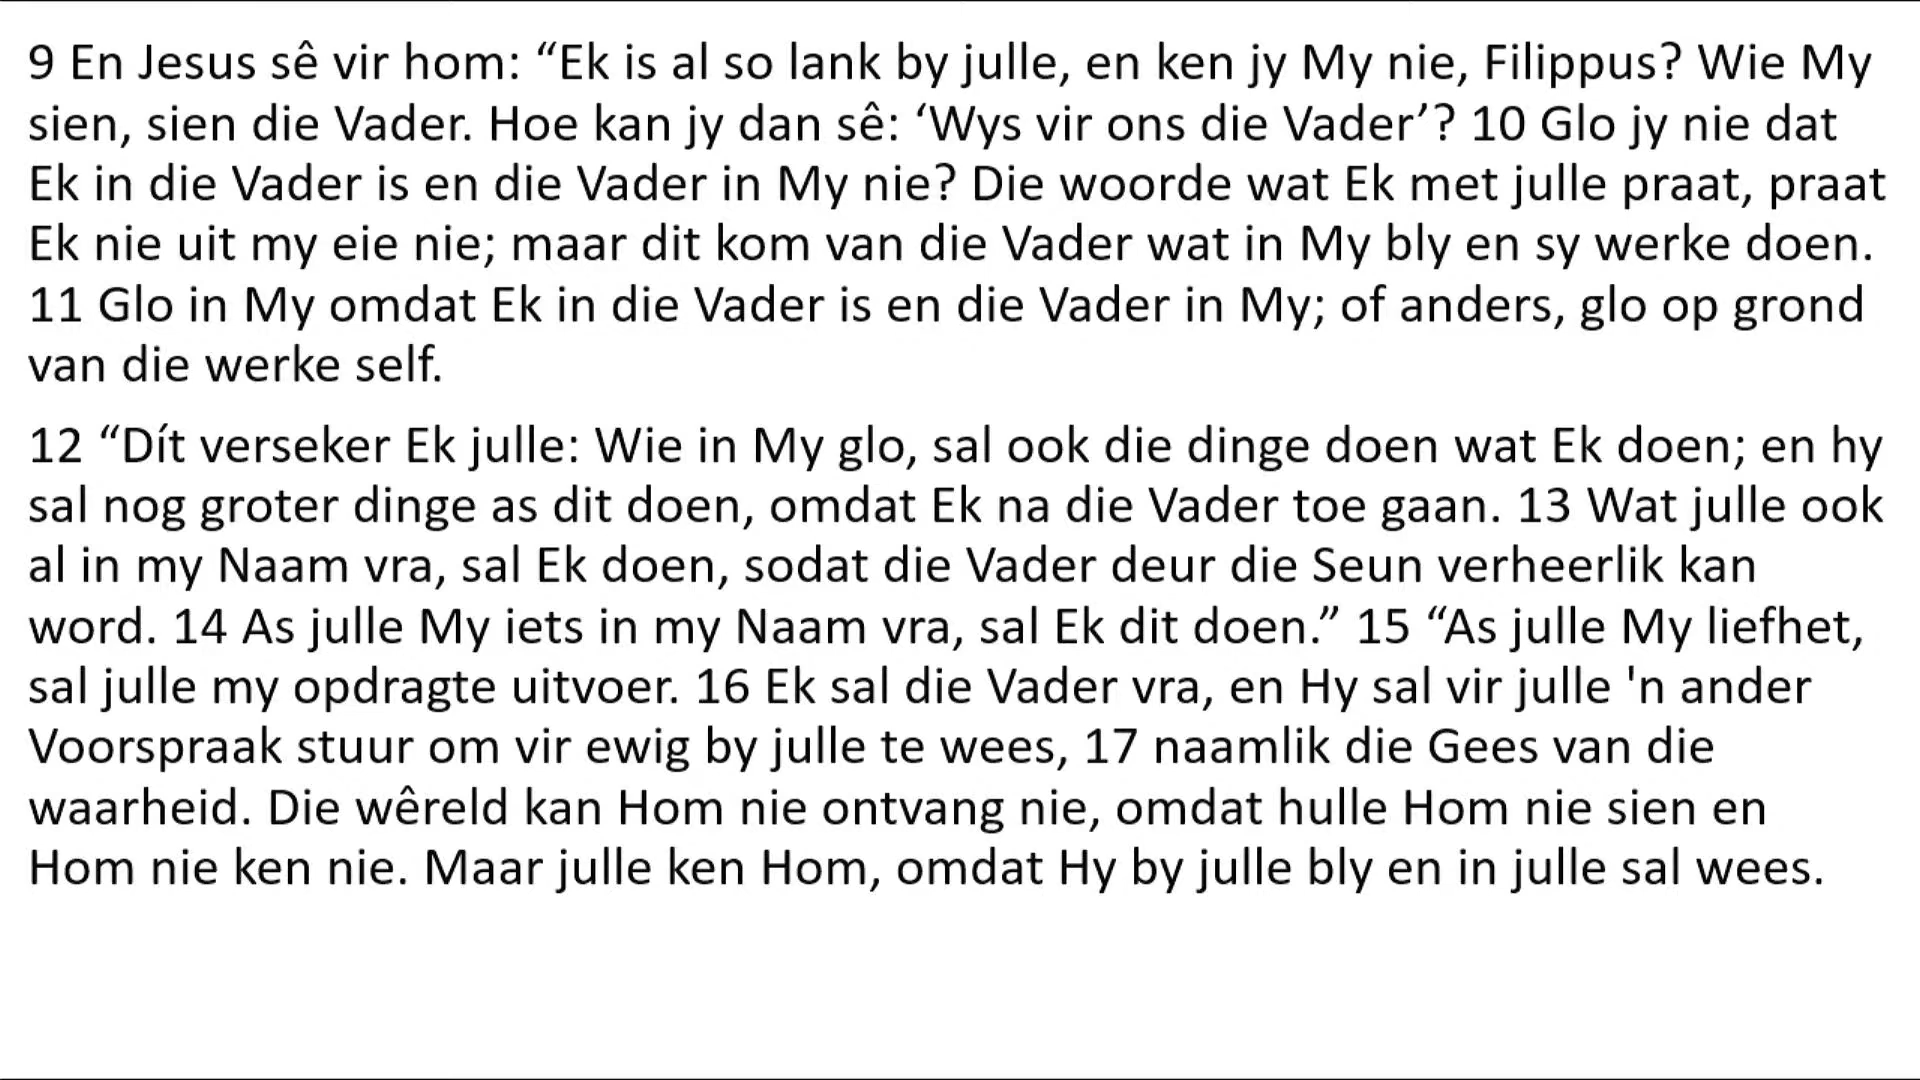 9 En Jesus sê vir hom: “Ek is al so lank by julle, en ken jy My nie, Filippus? Wie My
sien, sien die Vader. Hoe kan jy dan sê: ‘Wys vir ons die Vader’? 10 Glo jy nie dat
Ek in die Vader is en die Vader in My nie? Die woorde wat Ek met julle praat, praat
Ek nie uit my eie nie; maar dit kom van die Vader wat in My bly en sy werke doen.
11 Glo in My omdat Ek in die Vader is en die Vader in My; of anders, glo op grond
van die werke self.
12 “Dít verseker Ek julle: Wie in My glo, sal ook die dinge doen wat Ek doen; en hy
sal nog groter dinge as dit doen, omdat Ek na die Vader toe gaan. 13 Wat julle ook
al in my Naam vra, sal Ek doen, sodat die Vader deur die Seun verheerlik kan
word. 14 As julle My iets in my Naam vra, sal Ek dit doen.” 15 “As julle My liefhet,
sal julle my opdragte uitvoer. 16 Ek sal die Vader vra, en Hy sal vir julle 'n ander
Voorspraak stuur om vir ewig by julle te wees, 17 naamlik die Gees van die
waarheid. Die wêreld kan Hom nie ontvang nie, omdat hulle Hom nie sien en
Hom nie ken nie. Maar julle ken Hom, omdat Hy by julle bly en in julle sal wees.